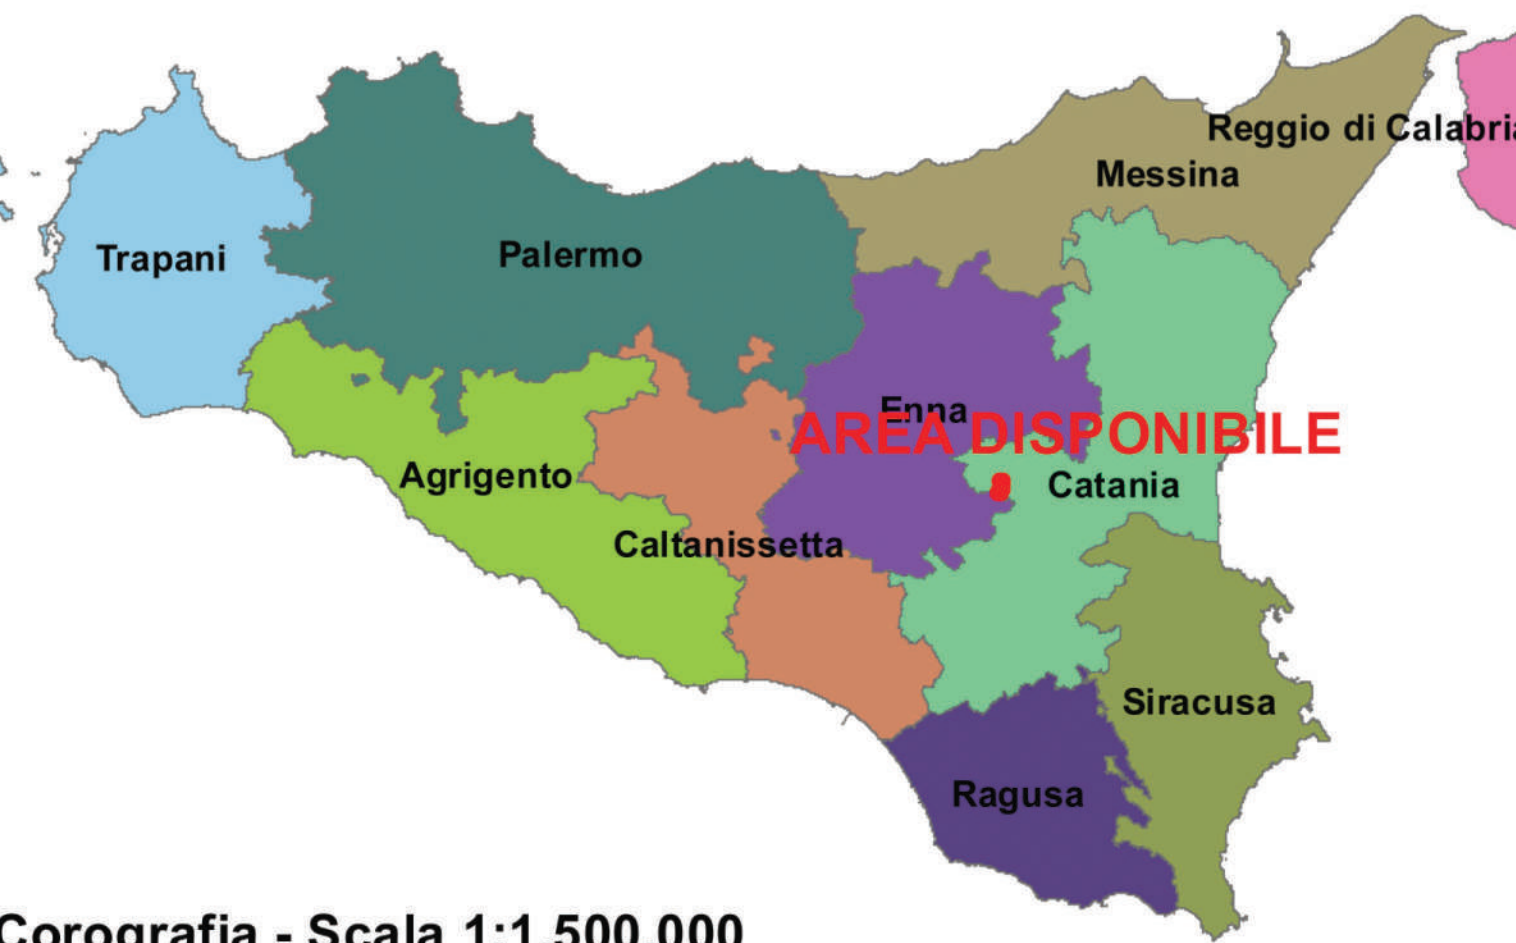 Reggio di Calabria
Messina
Trapani
Palermo
Enna
AREA DISPONIBILE
Agrigento
Catania
Caltanissetta
Siracusa
Ragusa
Corografia - Scala 1:1.500.000